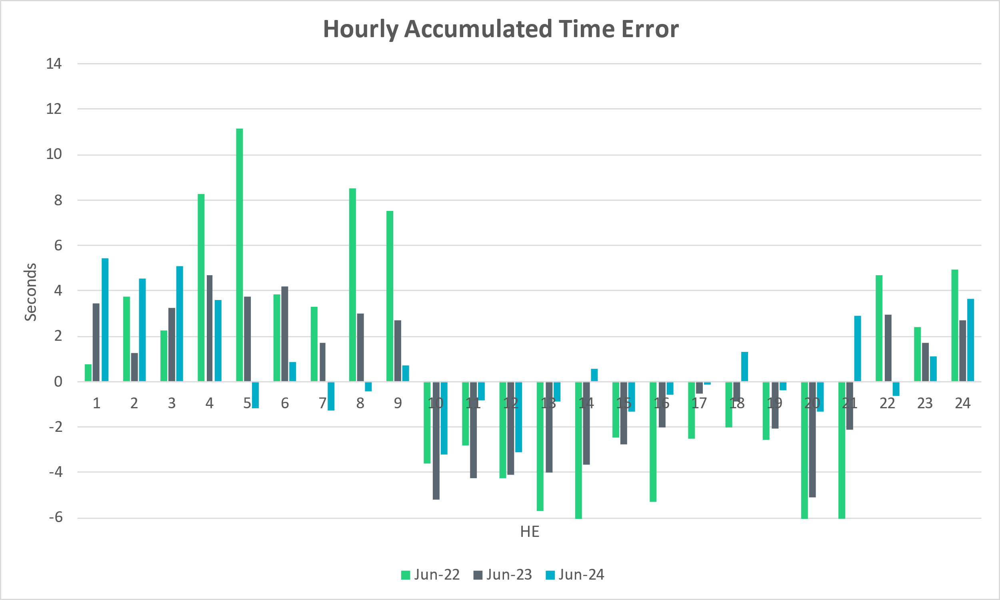 Hourly Accumulated Time Error
14
12
10
8
6
4
2
0
-2
-4
-6
Seconds
1 2 3 4 5 6 7 8 9 10 11 12 13 14 15 16 17 18 19 20 21 22 23 24
HE
Jun-22 Jun-23 Jun-24